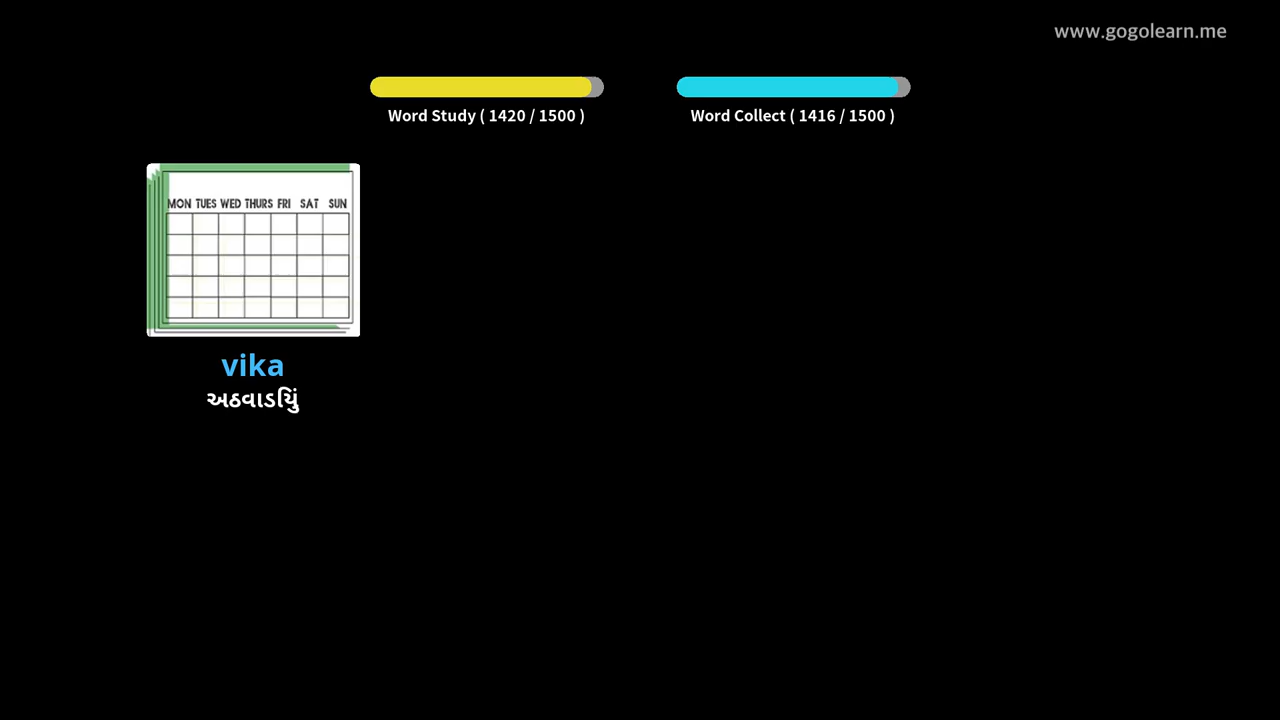 www.gogolearn.me
Word Study ( 1420 / 1500 )
Word Collect ( 1416 / 1500 )
MON TUES WED THURS FRI SAT SUN
vika
અઠવાડિયું